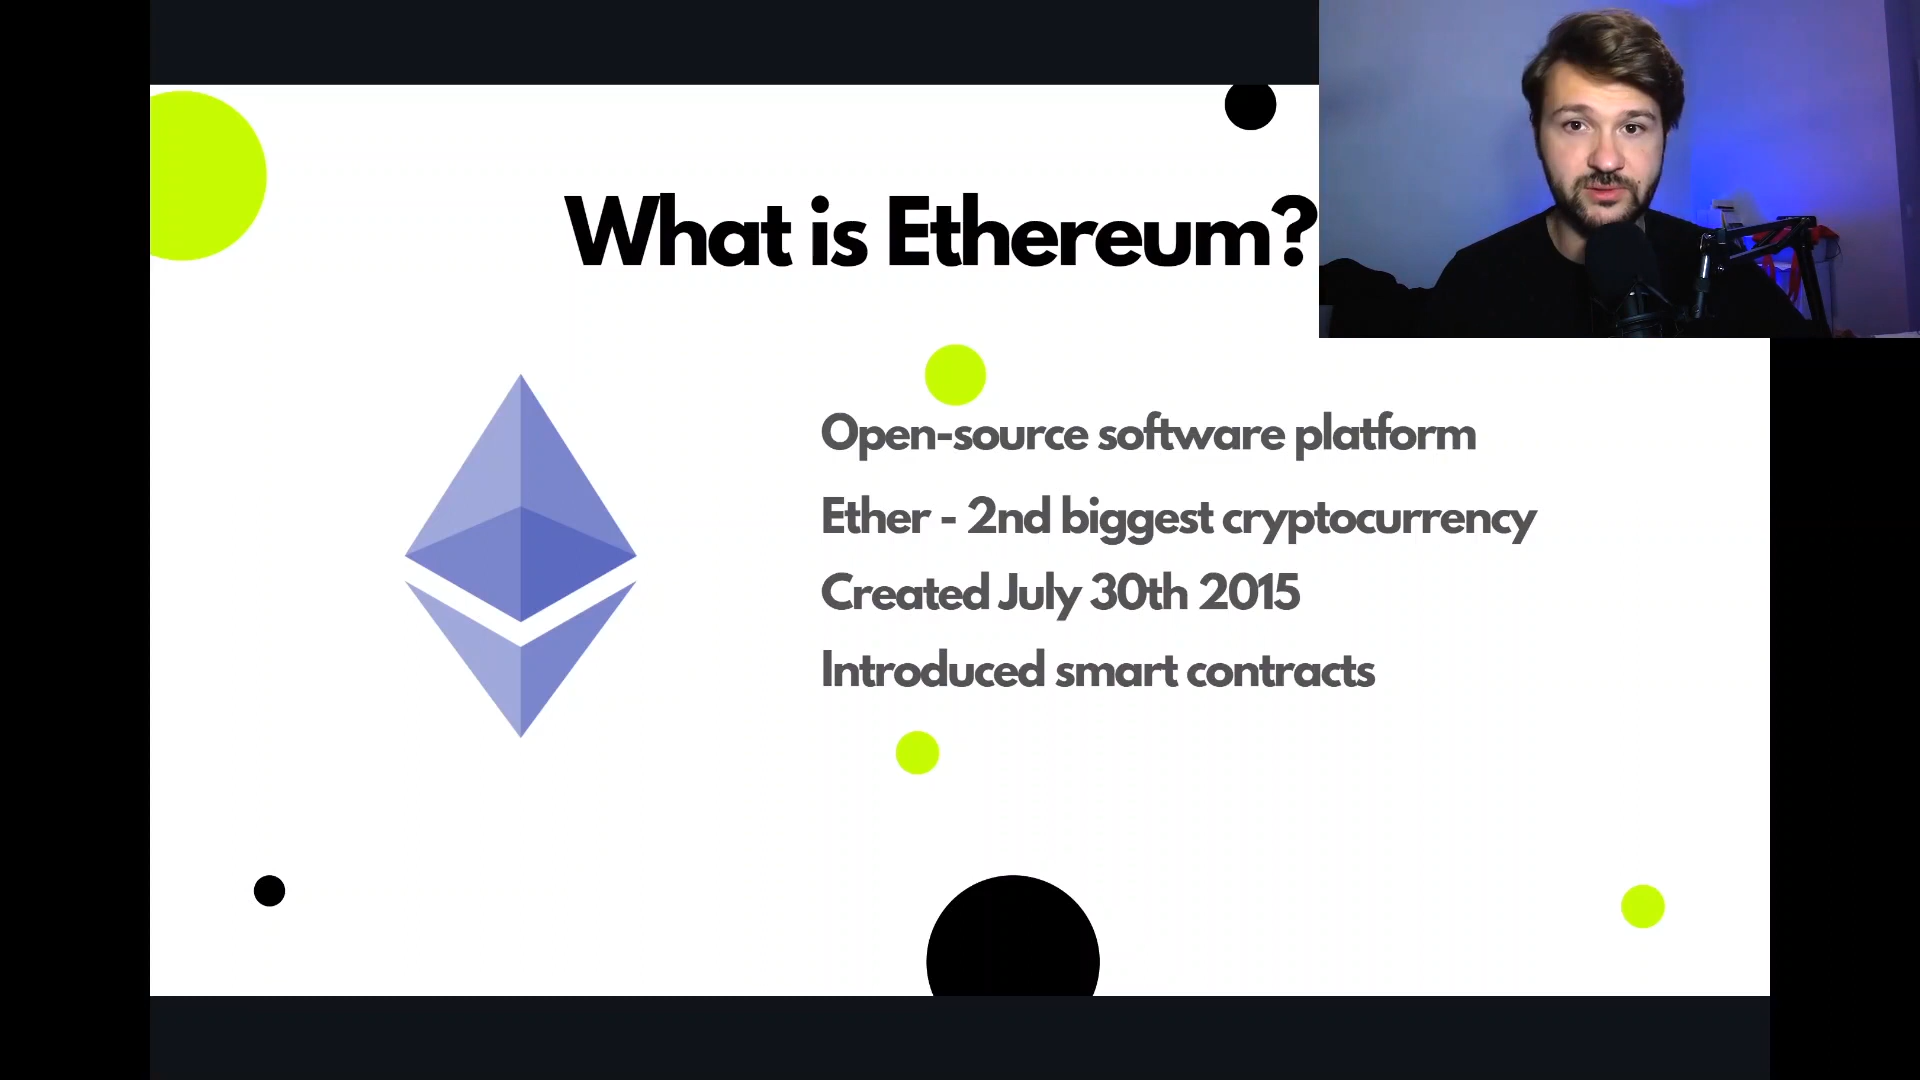 What is Ethereum?
Open-source software platform
Ether - 2nd biggest cryptocurrency
Created July 30th 2015
Introduced smart contracts